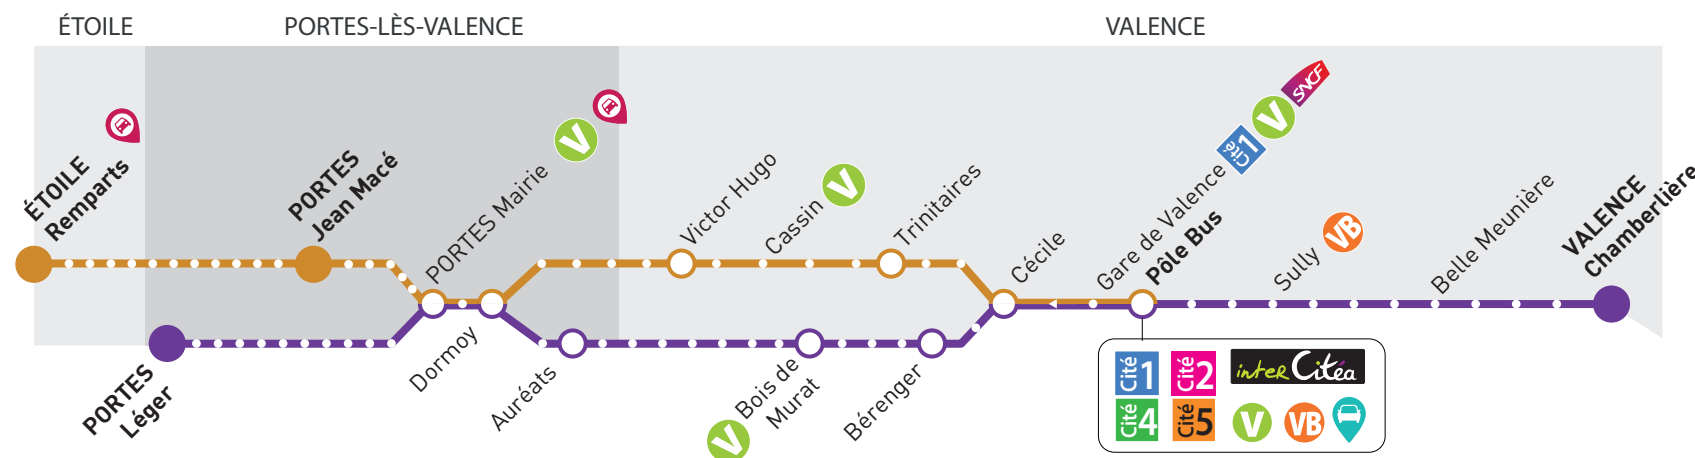 ÉTOILE
PORTES-LÈS-VALENCE
VALENCE
ÉTOILE
Remparts
PORTES
Jean Macé
PORTES Mairie
V
Victor Hugo
Cassin
V
Trinitaires
Cécile
Gare de Valence
Pôle Bus
Cité 1
V
SNCF
Sully
VB
Belle Meunière
VALENCE
Chamberlière
PORTES
Léger
Dormoy
Auréats
V
Bois de
Murat
Bérenger
Cité 1
Cité 2
inter Citéa
Cité 4
Cité 5
V
VB